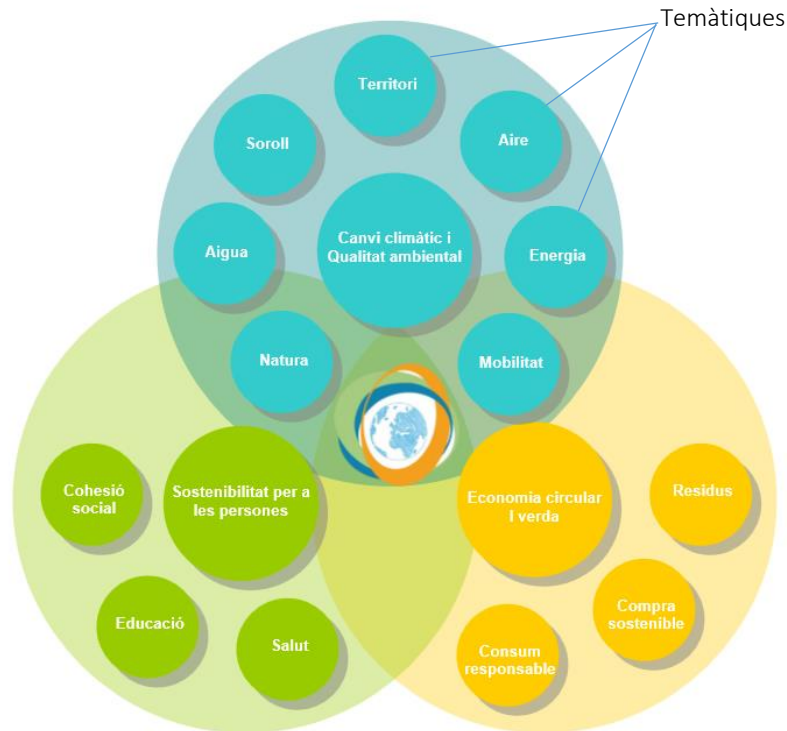 Temàtiques
Territori
Soroll
Aire
Canvi climàtic i
Qualitat ambiental
Aigua
Energia
Natura
Mobilitat
Cohesió
social
Sostenibilitat per a
les persones
Educació
Salut
Economia circular
I verda
Residus
Compra
sostenible
Consum
responsable